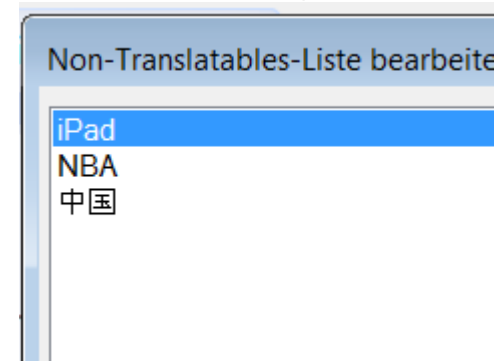 Non-Translatables-Liste bearbeite
iPad
NBA
中国